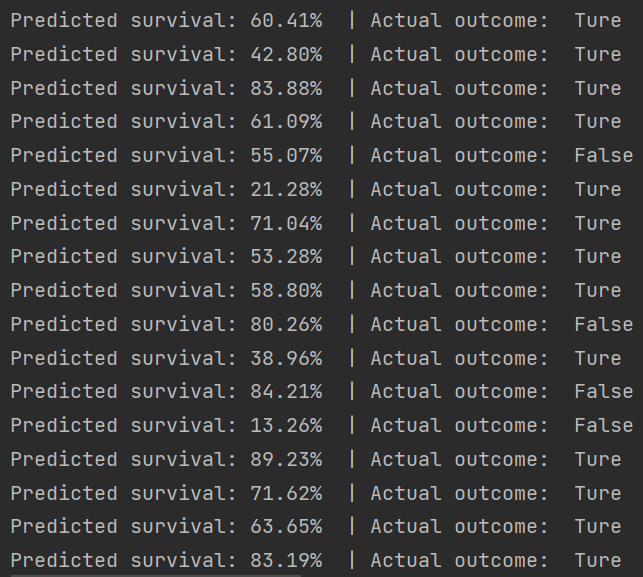 Predicted survival: 60.41%  | Actual outcome:  Ture
Predicted survival: 42.80%  | Actual outcome:  Ture
Predicted survival: 83.88%  | Actual outcome:  Ture
Predicted survival: 61.09%  | Actual outcome:  Ture
Predicted survival: 55.07%  | Actual outcome:  False
Predicted survival: 21.28%  | Actual outcome:  Ture
Predicted survival: 71.04%  | Actual outcome:  Ture
Predicted survival: 53.28%  | Actual outcome:  Ture
Predicted survival: 58.80%  | Actual outcome:  Ture
Predicted survival: 80.26%  | Actual outcome:  False
Predicted survival: 38.96%  | Actual outcome:  Ture
Predicted survival: 84.21%  | Actual outcome:  False
Predicted survival: 13.26%  | Actual outcome:  False
Predicted survival: 89.23%  | Actual outcome:  Ture
Predicted survival: 71.62%  | Actual outcome:  Ture
Predicted survival: 63.65%  | Actual outcome:  Ture
Predicted survival: 83.19%  | Actual outcome:  Ture